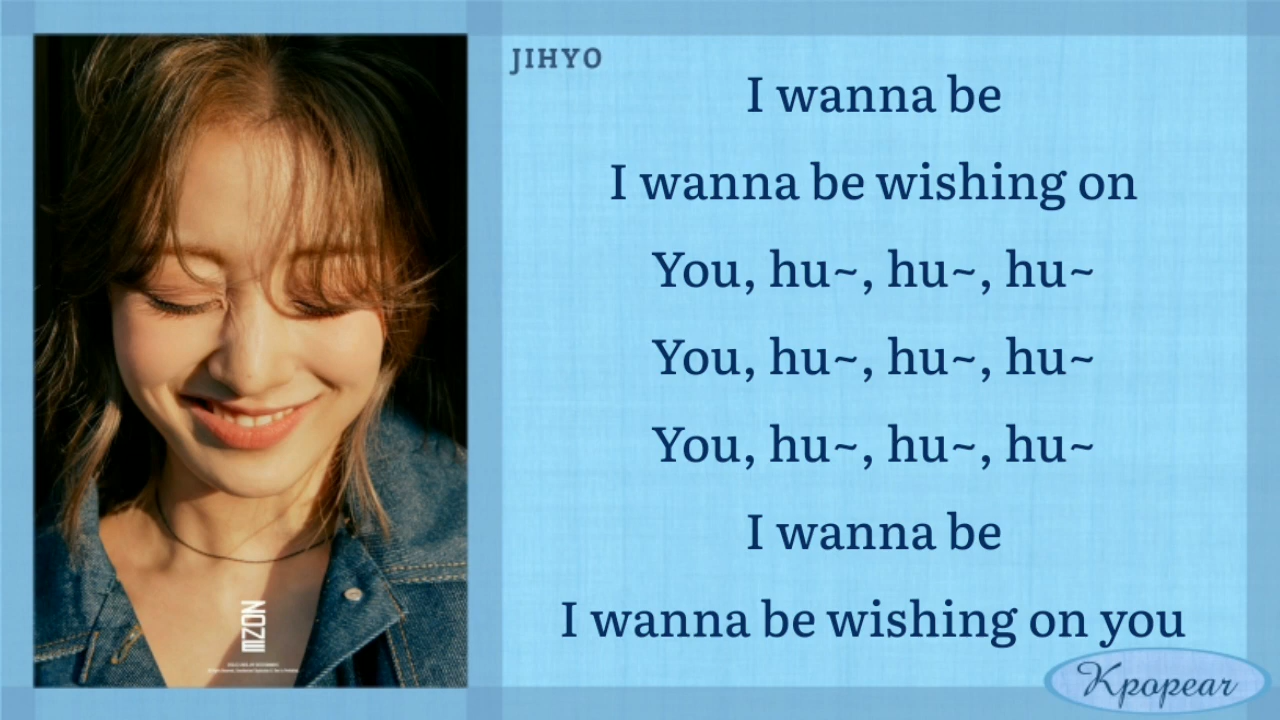 JIHYO
I wanna be
I wanna be wishing on
You, hu~, hu~, hu~
You, hu~, hu~, hu~
You, hu~, hu~, hu~
I wanna be
I wanna be wishing on you
Kpopear